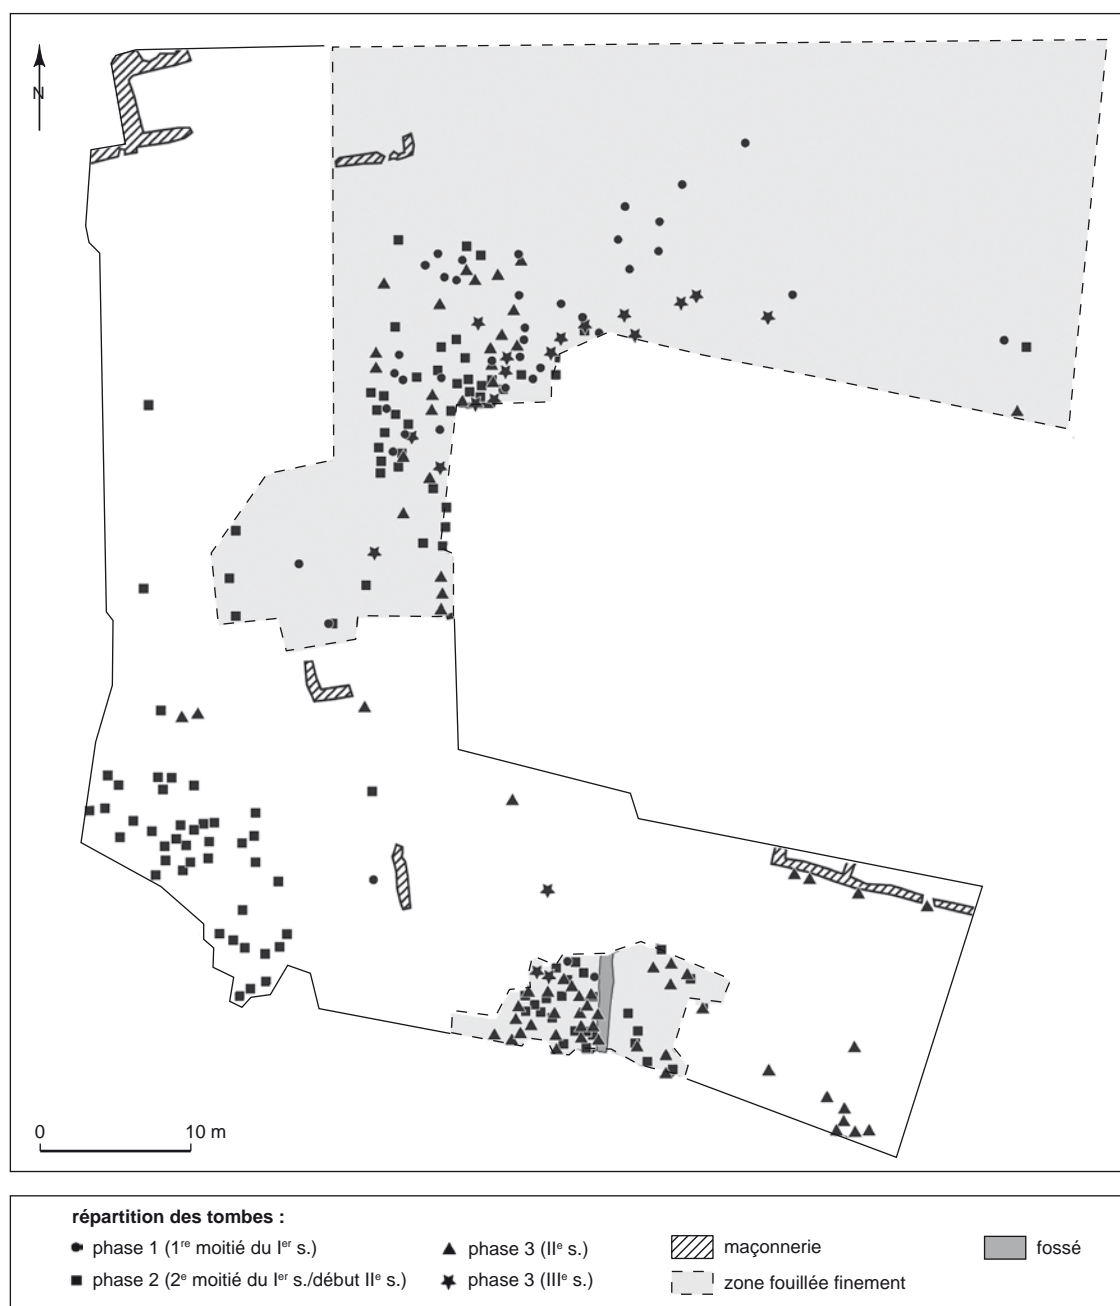 N
0 10 m
répartition des tombes :
phase 1 (1re moitié du Ier s.)
phase 2 (2e moitié du Ier s./début IIe s.)
phase 3 (IIe s.)
phase 3 (IIIe s.)
maçonnerie
zone fouillée finement
fossé